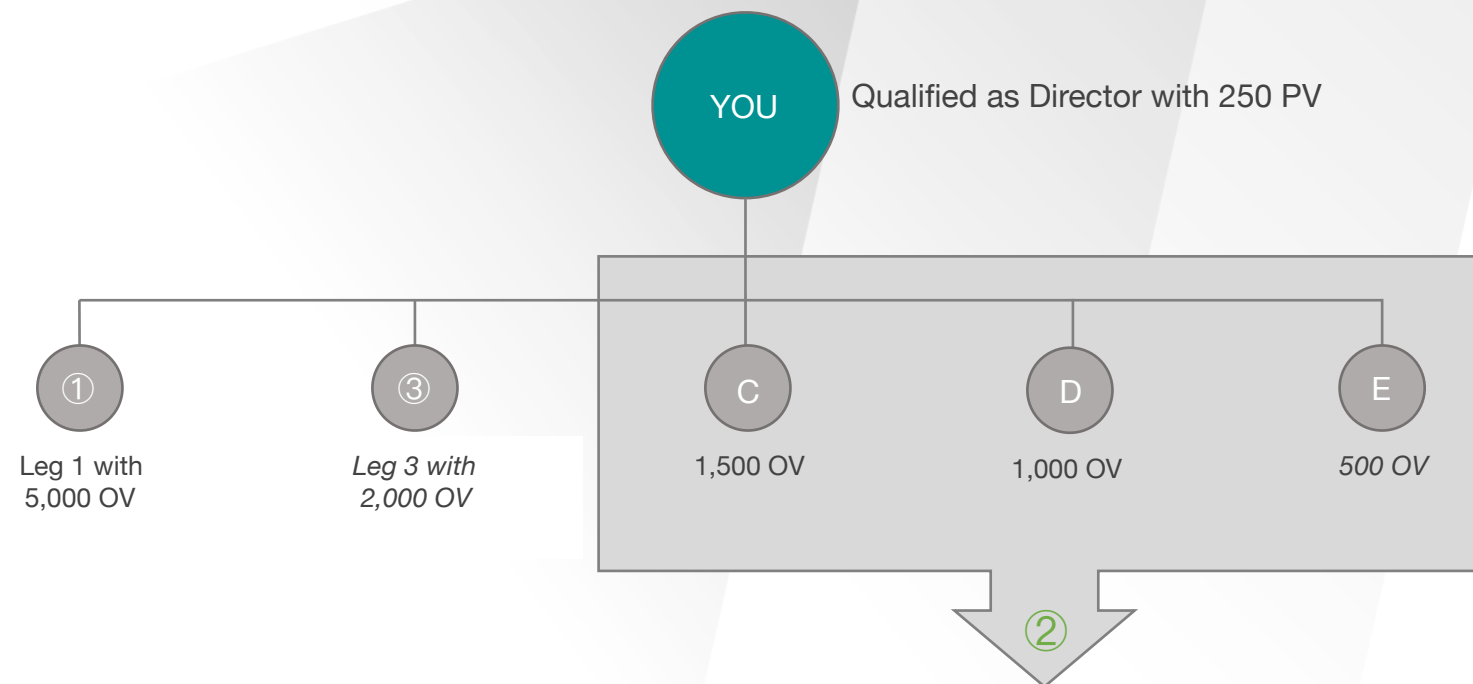 YOU
Qualified as Director with 250 PV
①
③
C
D
E
Leg 1 with
5,000 OV
Leg 3 with
2,000 OV
1,500 OV
1,000 OV
500 OV
②